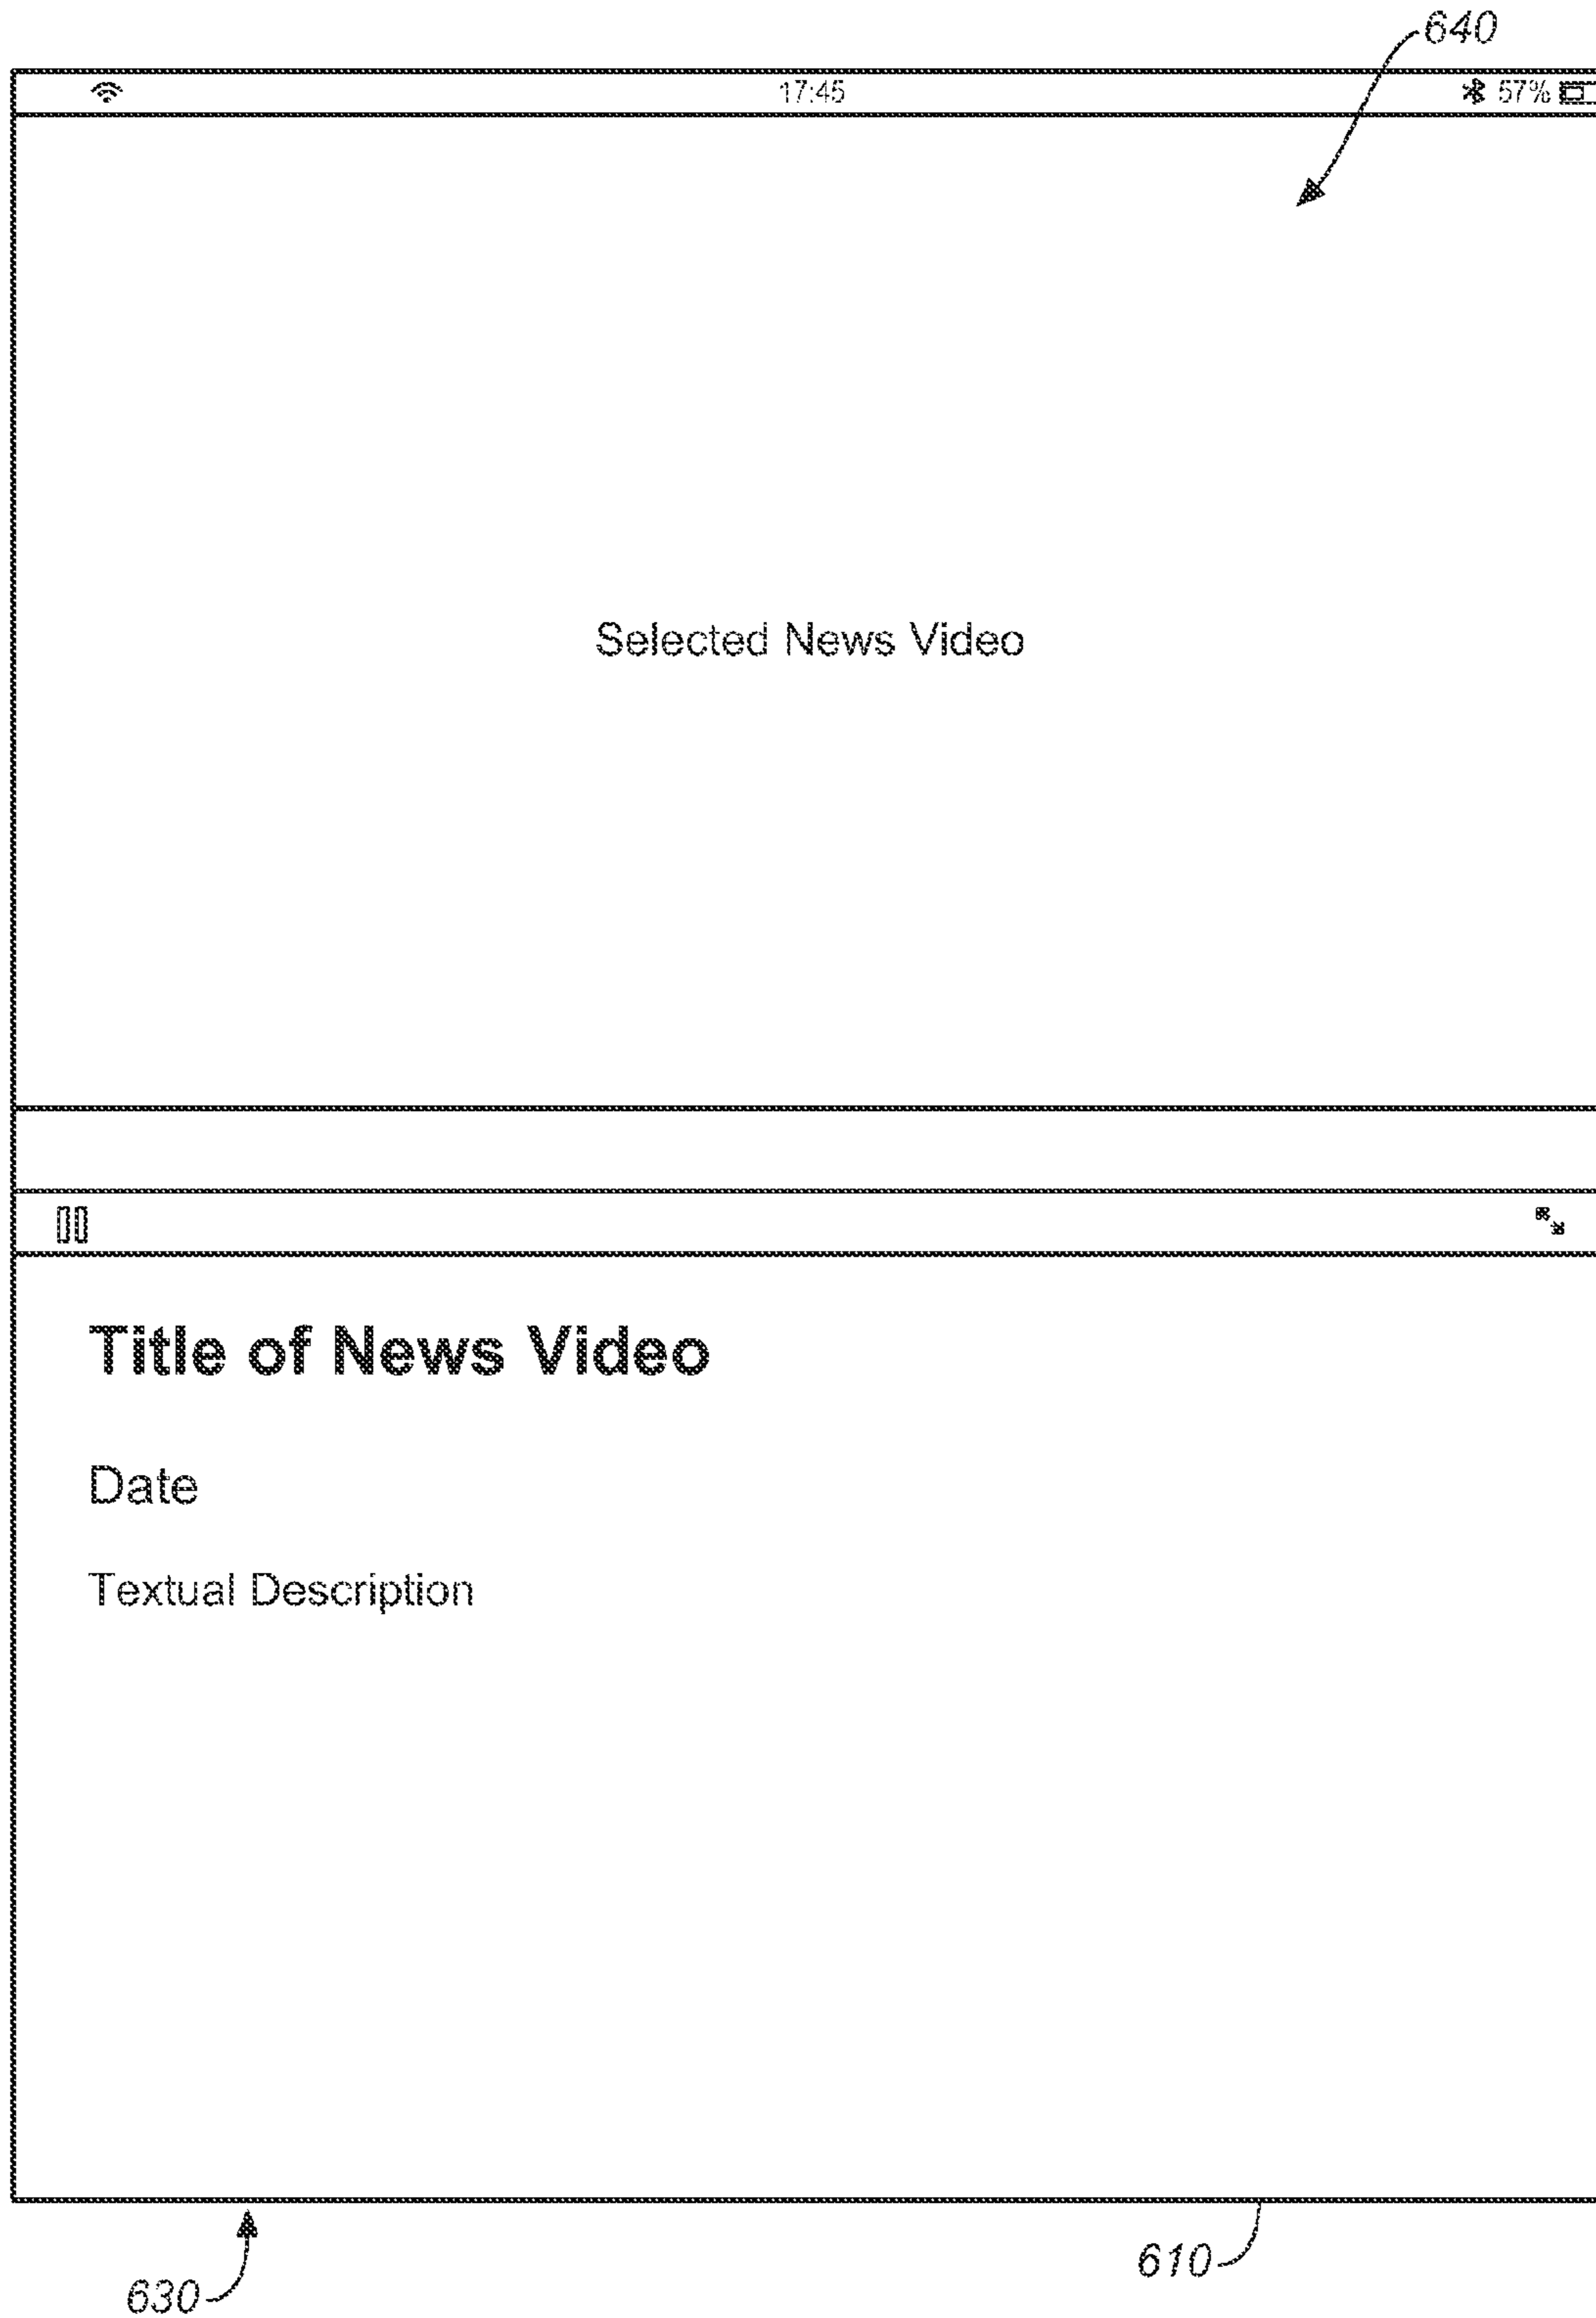 640
17:45 57%
Selected News Video
Title of News Video
Date
Textual Description
610
630